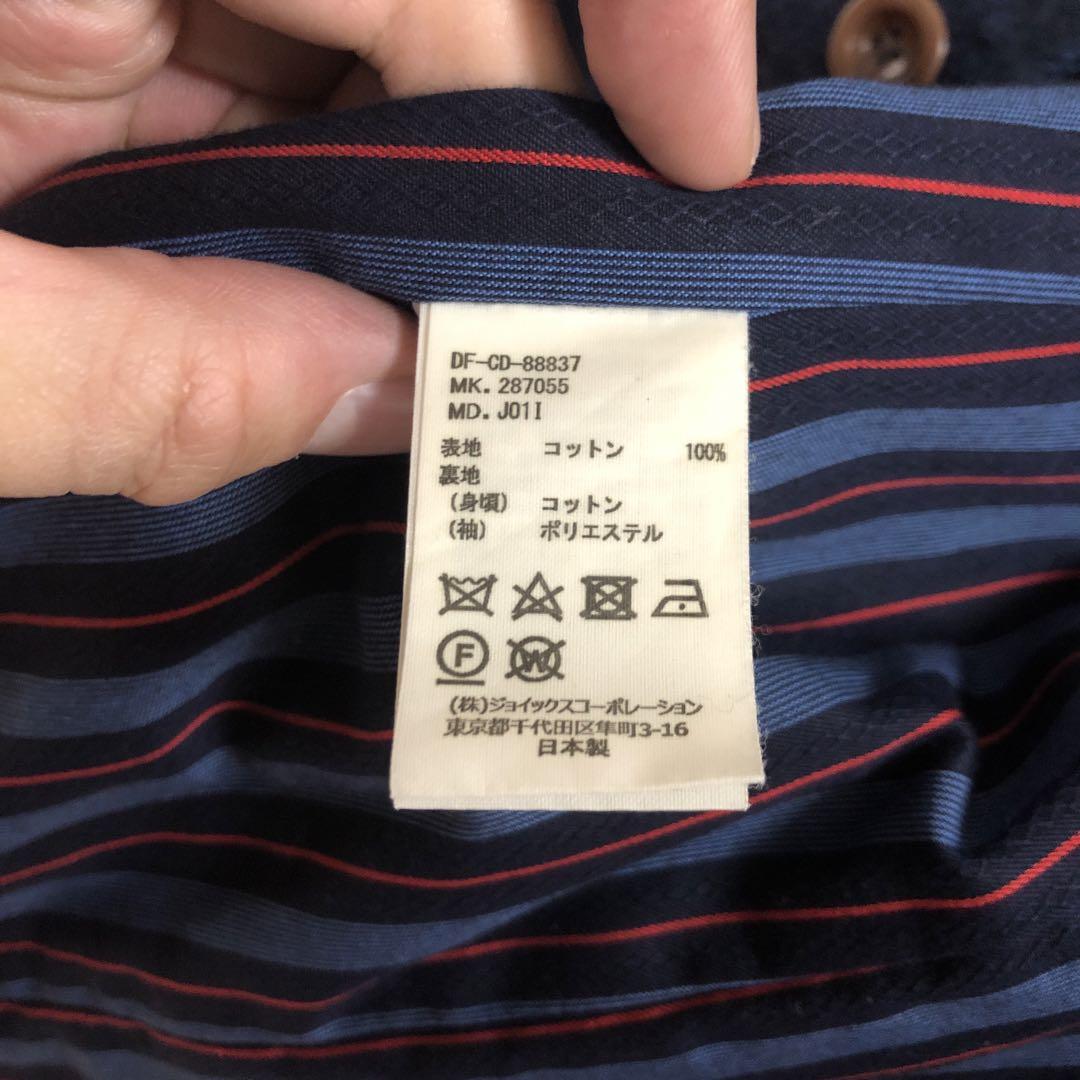 DF-CD-88837
MK. 287055
MD. J01I
表地 コットン 100%
裏地
(身頃) コットン
(袖) ポリエステル
F W
(株)ジョイックスコーポレーション
東京都千代田区隼町3-16
日本製